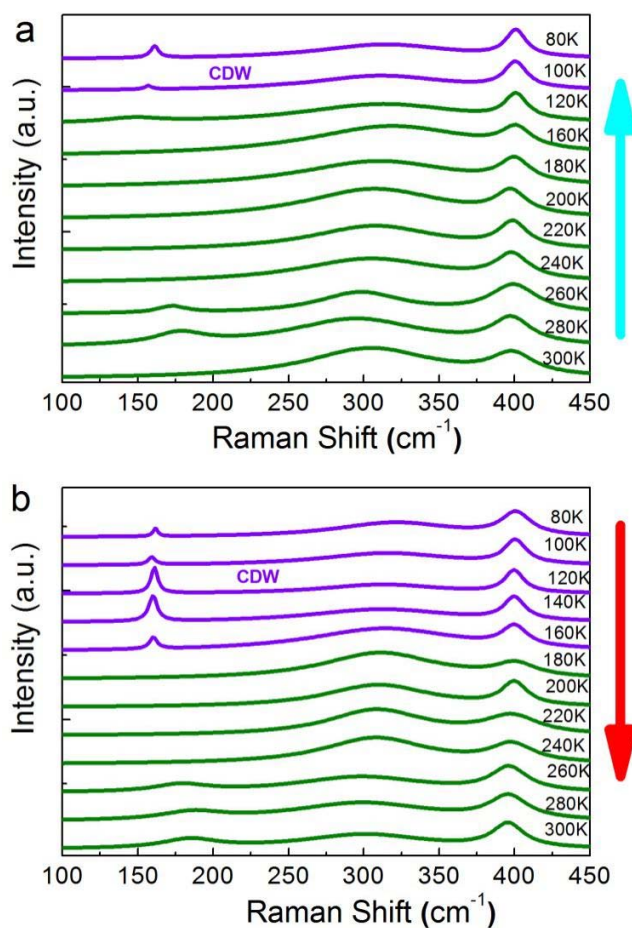 a
80K
CDW
100K
120K
160K
180K
200K
220K
240K
260K
280K
300K
Intensity (a.u.)
100 150 200 250 300 350 400 450
Raman Shift (cm⁻¹)
b
80K
100K
CDW
120K
140K
160K
180K
200K
220K
240K
260K
280K
300K
Intensity (a.u.)
100 150 200 250 300 350 400 450
Raman Shift (cm⁻¹)